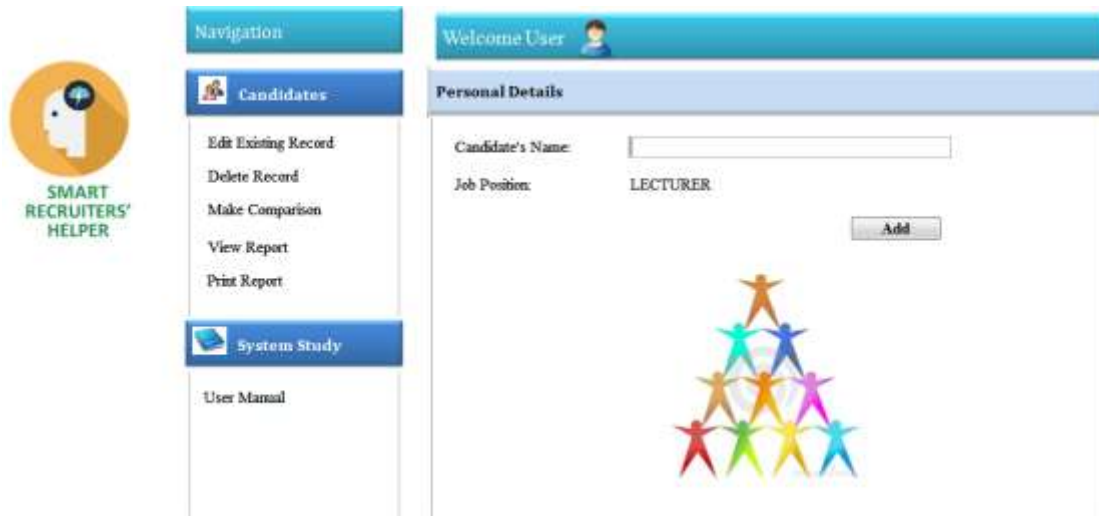 SMART
RECRUITERS'
HELPER
Navigation
Candidates
Edit Existing Record
Delete Record
Make Comparison
View Report
Print Report
System Study
User Manual
Welcome User
Personal Details
Candidate's Name:
Job Position: LECTURER
Add